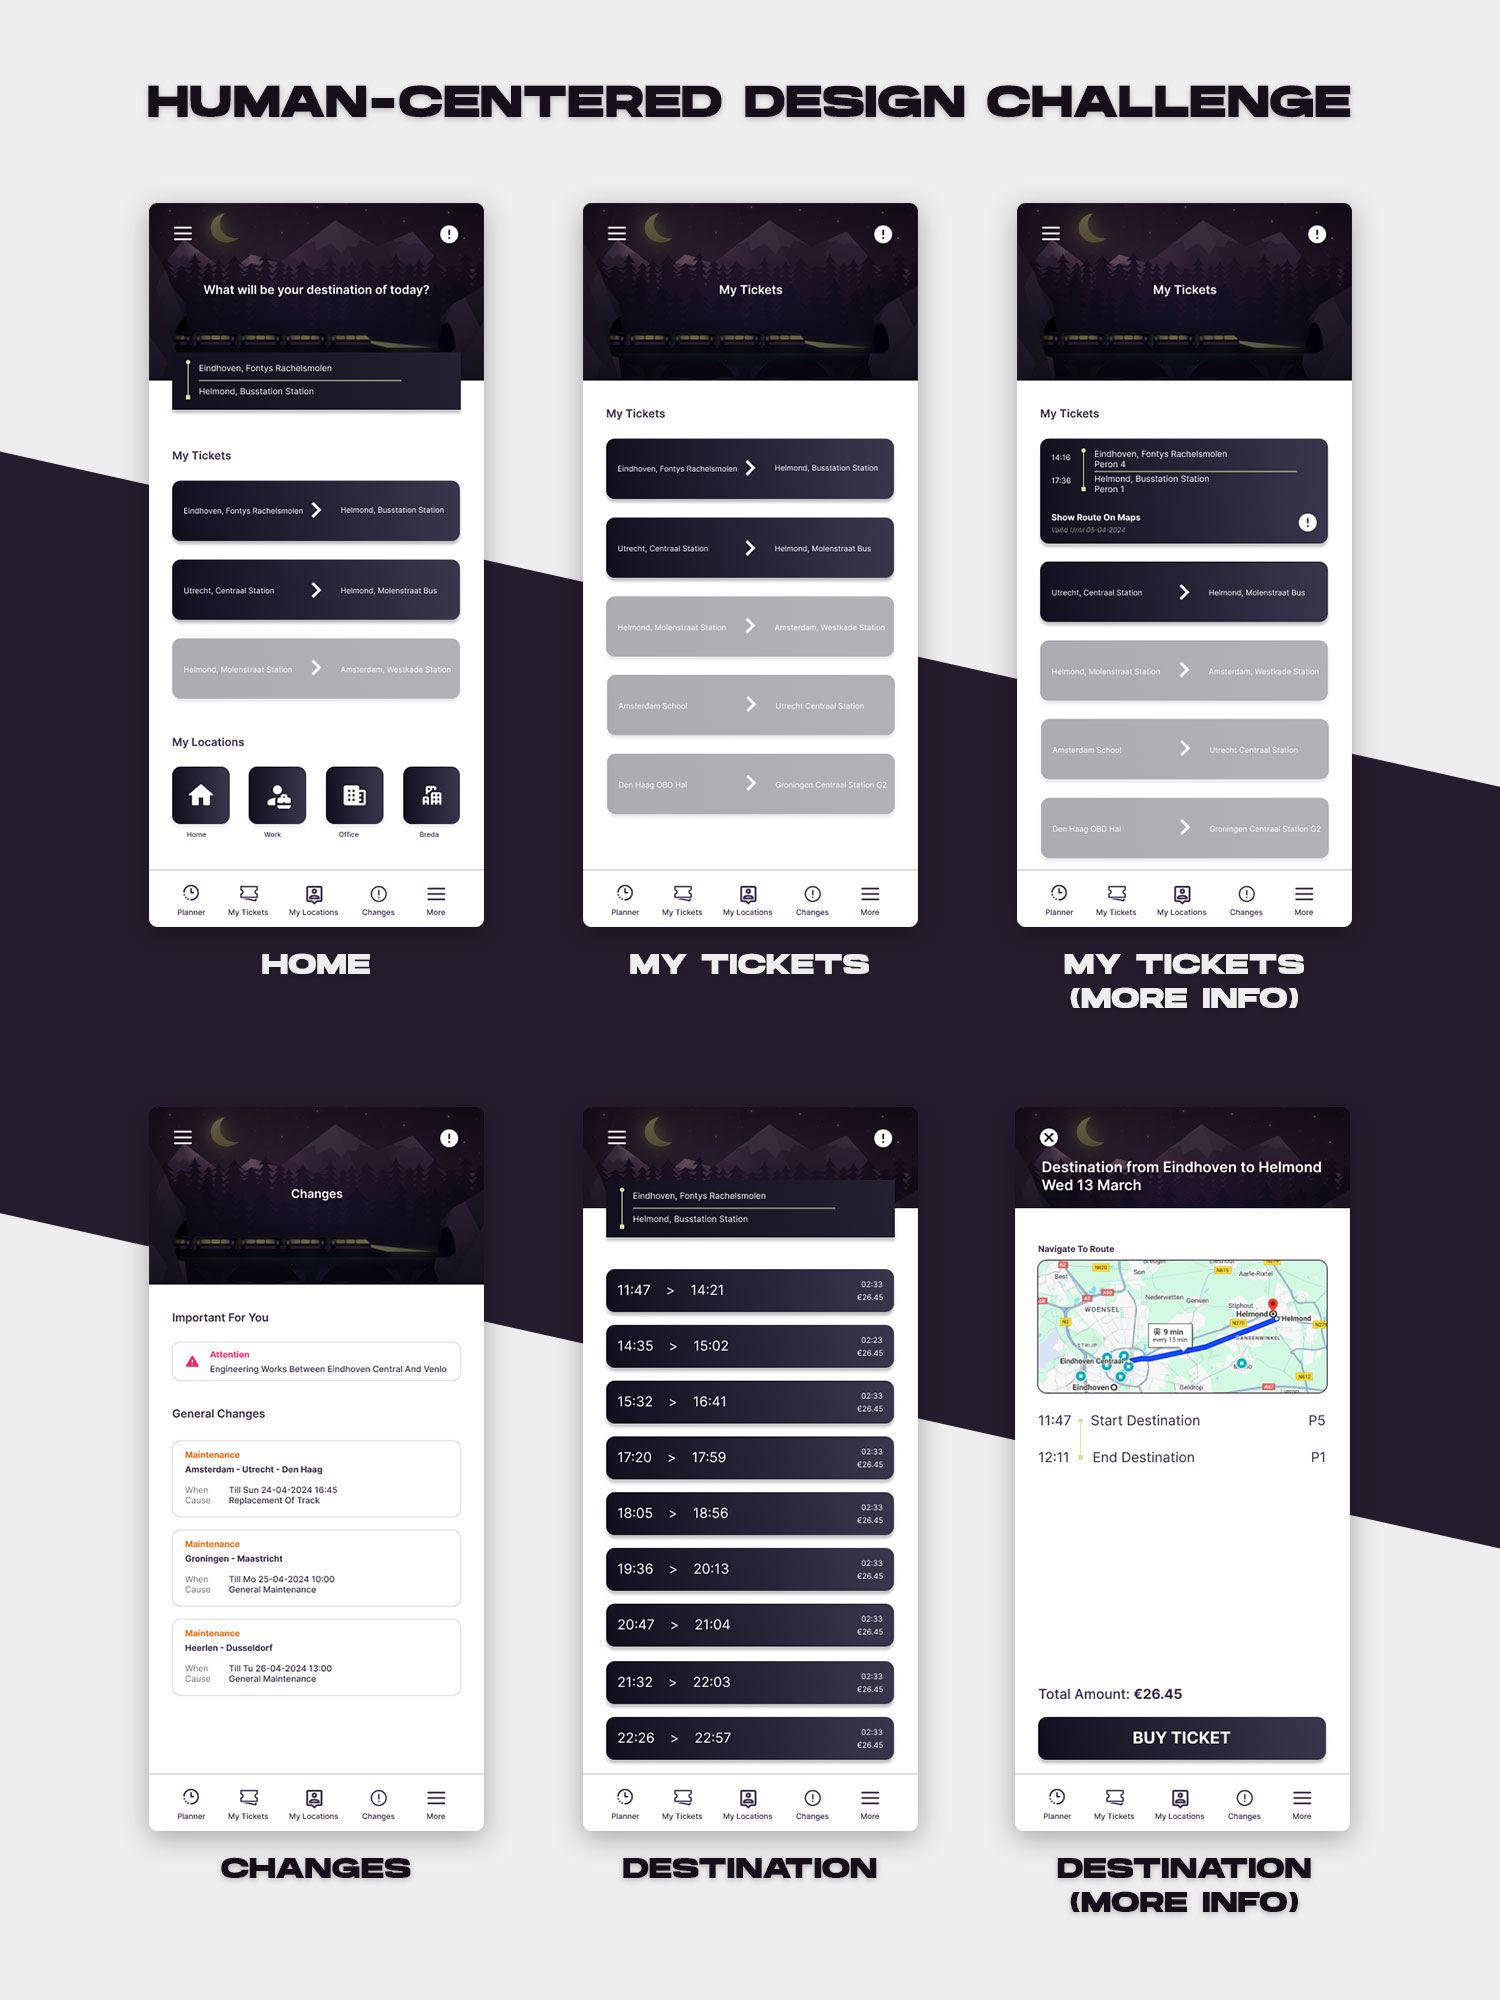 HUMAN-CENTERED DESIGN CHALLENGE
What will be your destination of today?
Eindhoven, Fontys Rachelsmolen
Helmond, Busstation Station
My Tickets
Eindhoven, Fontys Rachelsmolen
Helmond, Busstation Station
Utrecht, Centraal Station
Helmond, Molenstraat Bus
Helmond, Molenstraat Station
Amsterdam, Westkade Station
My Locations
Home
Work
Office
Breda
Planner
My Tickets
My Locations
Changes
More
HOME
My Tickets
My Tickets
Eindhoven, Fontys Rachelsmolen
Helmond, Busstation Station
Utrecht, Centraal Station
Helmond, Molenstraat Bus
Helmond, Molenstraat Station
Amsterdam, Westkade Station
Amsterdam School
Utrecht Centraal Station
Den Haag OBD Hal
Groningen Centraal Station G2
Planner
My Tickets
My Locations
Changes
More
MY TICKETS
My Tickets
My Tickets
14:16
Eindhoven, Fontys Rachelsmolen
Peron 4
17:36
Helmond, Busstation Station
Peron 1
Show Route On Maps
Valid Until 05-04-2024
Utrecht, Centraal Station
Helmond, Molenstraat Bus
Helmond, Molenstraat Station
Amsterdam, Westkade Station
Amsterdam School
Utrecht Centraal Station
Den Haag OBD Hal
Groningen Centraal Station G2
Planner
My Tickets
My Locations
Changes
More
MY TICKETS
(MORE INFO)
Changes
Important For You
Attention
Engineering Works Between Eindhoven Central And Venlo
General Changes
Maintenance
Amsterdam - Utrecht - Den Haag
When Till Sun 24-04-2024 16:45
Cause Replacement Of Track
Maintenance
Groningen - Maastricht
When Till Mo 25-04-2024 10:00
Cause General Maintenance
Maintenance
Heerlen - Dusseldorf
When Till Tu 26-04-2024 13:00
Cause General Maintenance
Planner
My Tickets
My Locations
Changes
More
CHANGES
Eindhoven, Fontys Rachelsmolen
Helmond, Busstation Station
11:47 > 14:21
02:33
€26.45
14:35 > 15:02
02:23
€26.45
15:32 > 16:41
02:33
€26.45
17:20 > 17:59
02:33
€26.45
18:05 > 18:56
02:33
€26.45
19:36 > 20:13
02:33
€26.45
20:47 > 21:04
02:33
€26.45
21:32 > 22:03
02:33
€26.45
22:26 > 22:57
02:33
€26.45
Planner
My Tickets
My Locations
Changes
More
DESTINATION
Destination from Eindhoven to Helmond
Wed 13 March
Navigate To Route
A2
N620
N615
Best
Son
Aarle-Rixtel
A50
Nederwetten
Gerwen
Stiphout
WOENSEL
Helmond
Helmond
N2
N270
N279
9 min
every 15 min
STRIJP
Eindhoven Centraal
N612
Eindhoven
Geldrop
A67
11:47 Start Destination P5
12:11 End Destination P1
Total Amount: €26.45
BUY TICKET
Planner
My Tickets
My Locations
Changes
More
DESTINATION
(MORE INFO)